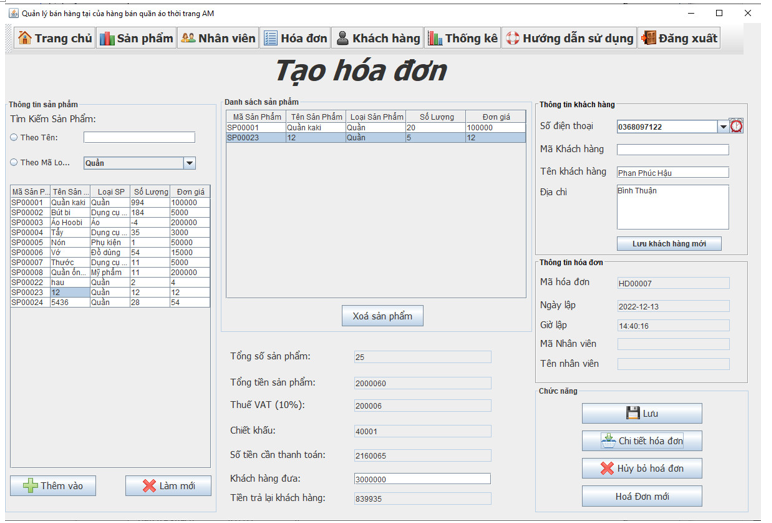 Quản lý bán hàng tại của hàng bán quần áo thời trang AM
Trang chủ Sản phẩm Nhân viên Hóa đơn Khách hàng Thống kê Hướng dẫn sử dụng Đăng xuất
Tạo hóa đơn
Thông tin sản phẩm
Tìm Kiếm Sản Phẩm:
Theo Tên:
Theo Mã Lo... Quần
Mã Sản P... Tên Sản ... Loại SP Số Lượng Đơn giá
SP00001 Quần kaki Quần 994 100000
SP00002 Bút bi Dụng cụ ... 184 5000
SP00003 Áo Hoobi Áo -4 200000
SP00004 Tẩy Dụng cụ ... 35 3000
SP00005 Nón Phụ kiện 1 50000
SP00006 Vớ Đồ dùng 54 15000
SP00007 Thước Dụng cụ ... 11 5000
SP00008 Quần ốn... Mỹ phẩm 11 200000
SP00022 hau Quần 2 4
SP00023 12 Quần 12 12
SP00024 5436 Quần 28 54
Thêm vào Làm mới
Danh sách sản phẩm
Mã Sản Phẩm Tên Sản Phẩm Loại Sản Phẩm Số Lượng Đơn giá
SP00001 Quần kaki Quần 20 100000
SP00023 12 Quần 5 12
Xoá sản phẩm
Tổng số sản phẩm: 25
Tổng tiền sản phẩm: 2000060
Thuế VAT (10%): 200006
Chiết khấu: 40001
Số tiền cần thanh toán: 2160065
Khách hàng đưa: 3000000
Tiền trả lại khách hàng: 839935
Thông tin khách hàng
Số điện thoại 0368097122
Mã Khách hàng
Tên khách hàng Phan Phúc Hậu
Địa chỉ Bình Thuận
Lưu khách hàng mới
Thông tin hóa đơn
Mã hóa đơn HD00007
Ngày lập 2022-12-13
Giờ lập 14:40:16
Mã Nhân viên
Tên nhân viên
Chức năng
Lưu
Chi tiết hóa đơn
Hủy bỏ hoá đơn
Hoá Đơn mới